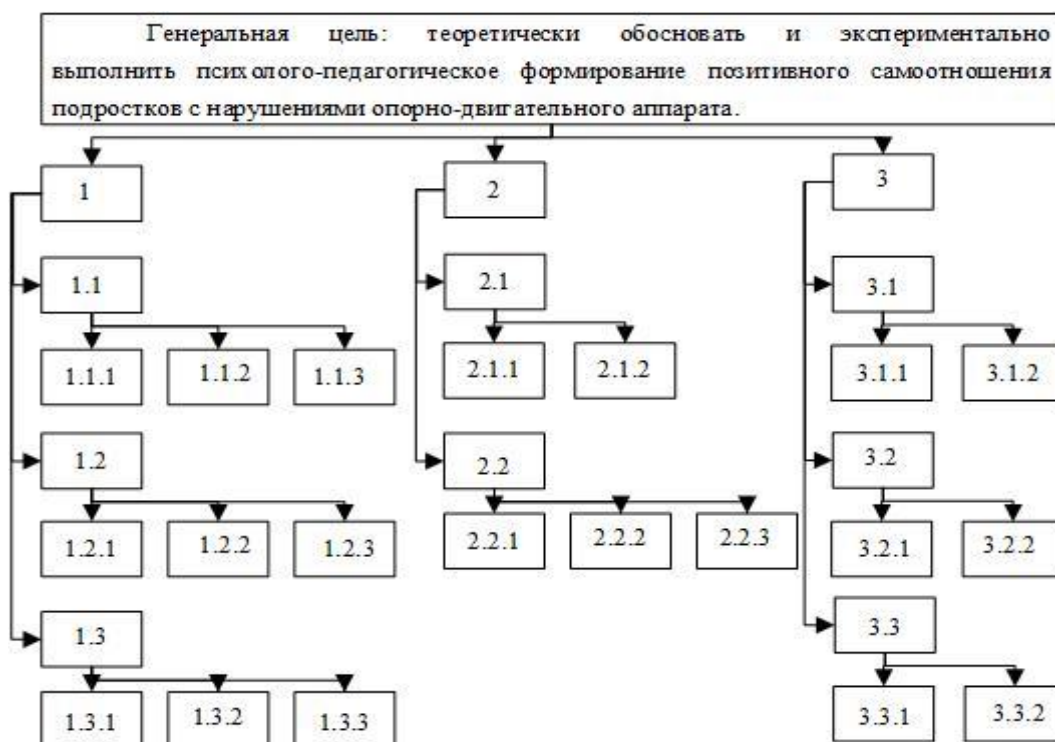 Генеральная цель: теоретически обосновать и экспериментально
выполнить психолого-педагогическое формирование позитивного самоотношения
подростков с нарушениями опорно-двигательного аппарата.
1 2 3
1.1 2.1 3.1
1.1.1 1.1.2 1.1.3 2.1.1 2.1.2 3.1.1 3.1.2
1.2 2.2 3.2
1.2.1 1.2.2 1.2.3 2.2.1 2.2.2 2.2.3 3.2.1 3.2.2
1.3 3.3
1.3.1 1.3.2 1.3.3 3.3.1 3.3.2